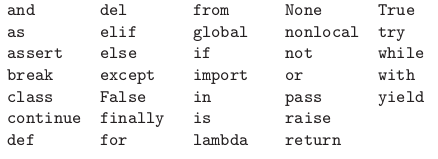 and del from None True
as elif global nonlocal try
assert else if not while
break except import or with
class False in pass yield
continue finally is raise
def for lambda return